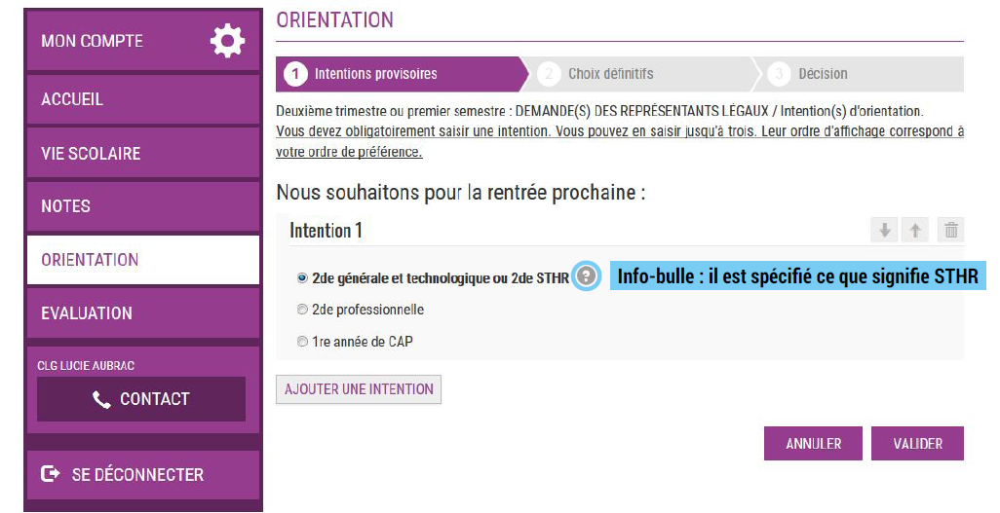 MON COMPTE
ACCUEIL
VIE SCOLAIRE
NOTES
ORIENTATION
EVALUATION
CLG LUCIE AUBRAC
CONTACT
SE DÉCONNECTER
ORIENTATION
1 Intentions provisoires
2 Choix définitifs
3 Décision
Deuxième trimestre ou premier semestre : DEMANDE(S) DES REPRÉSENTANTS LÉGAUX / Intention(s) d'orientation.
Vous devez obligatoirement saisir une intention. Vous pouvez en saisir jusqu'à trois. Leur ordre d'affichage correspond à
votre ordre de préférence.
Nous souhaitons pour la rentrée prochaine :
Intention 1
2de générale et technologique ou 2de STHR ?
Info-bulle : il est spécifié ce que signifie STHR
2de professionnelle
1re année de CAP
AJOUTER UNE INTENTION
ANNULER
VALIDER